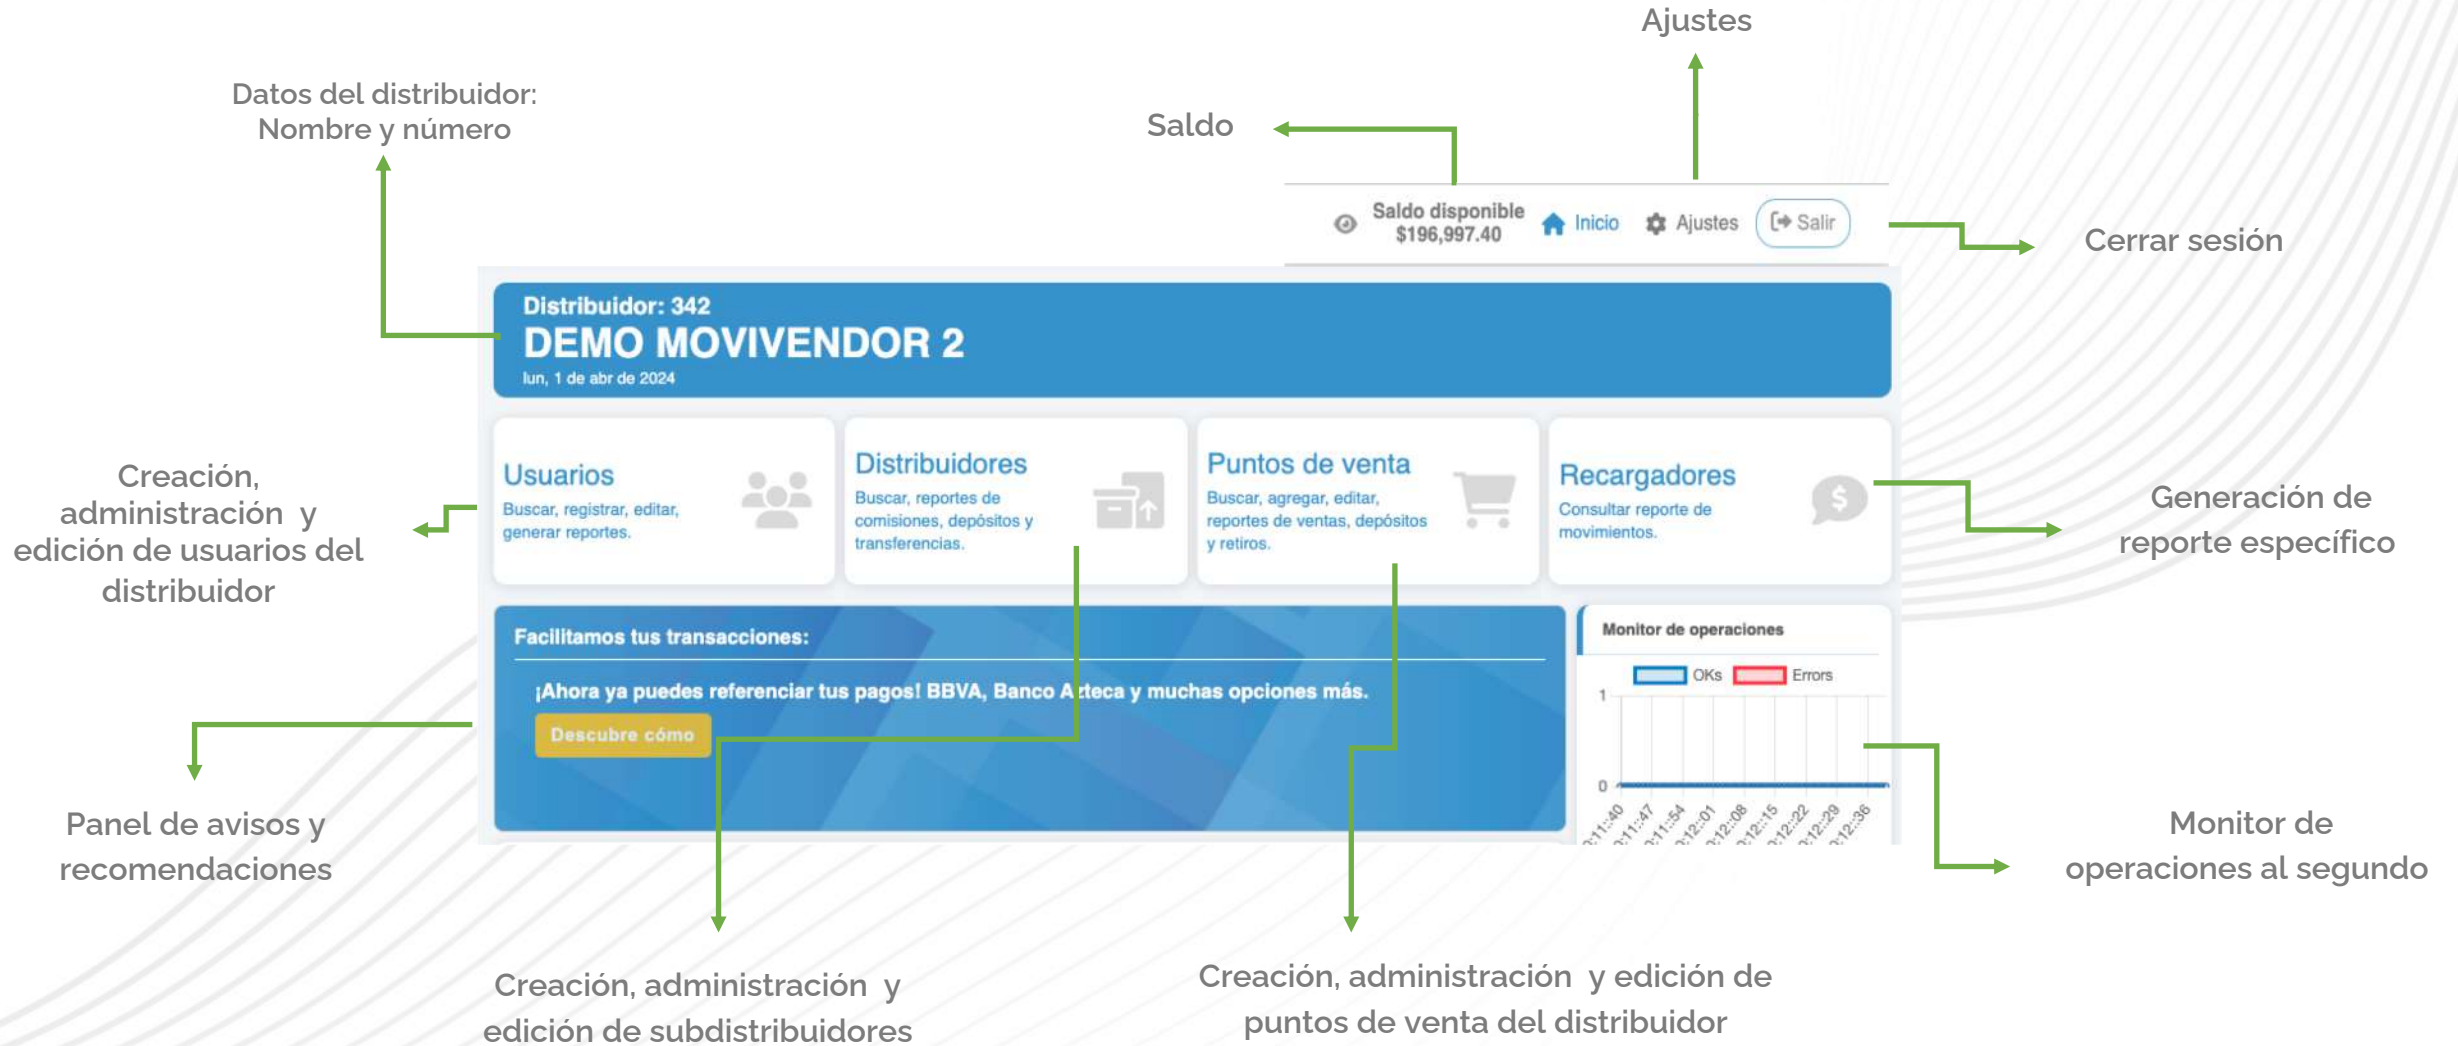 Ajustes
Datos del distribuidor:
Nombre y número
Saldo
Saldo disponible
$196,997.40
Inicio
Ajustes
Salir
Cerrar sesión
Distribuidor: 342
DEMO MOVIVENDOR 2
lun, 1 de abr de 2024
Creación,
administración y
edición de usuarios del
distribuidor
Usuarios
Buscar, registrar, editar,
generar reportes.
Distribuidores
Buscar, reportes de
comisiones, depósitos y
transferencias.
Puntos de venta
Buscar, agregar, editar,
reportes de ventas, depósitos
y retiros.
Recargadores
Consultar reporte de
movimientos.
$
Generación de
reporte específico
Facilitamos tus transacciones:
¡Ahora ya puedes referenciar tus pagos! BBVA, Banco Azteca y muchas opciones más.
Descubre cómo
Monitor de operaciones
OKs
Errors
1
0
Panel de avisos y
recomendaciones
Monitor de
operaciones al segundo
Creación, administración y
edición de subdistribuidores
Creación, administración y edición de
puntos de venta del distribuidor